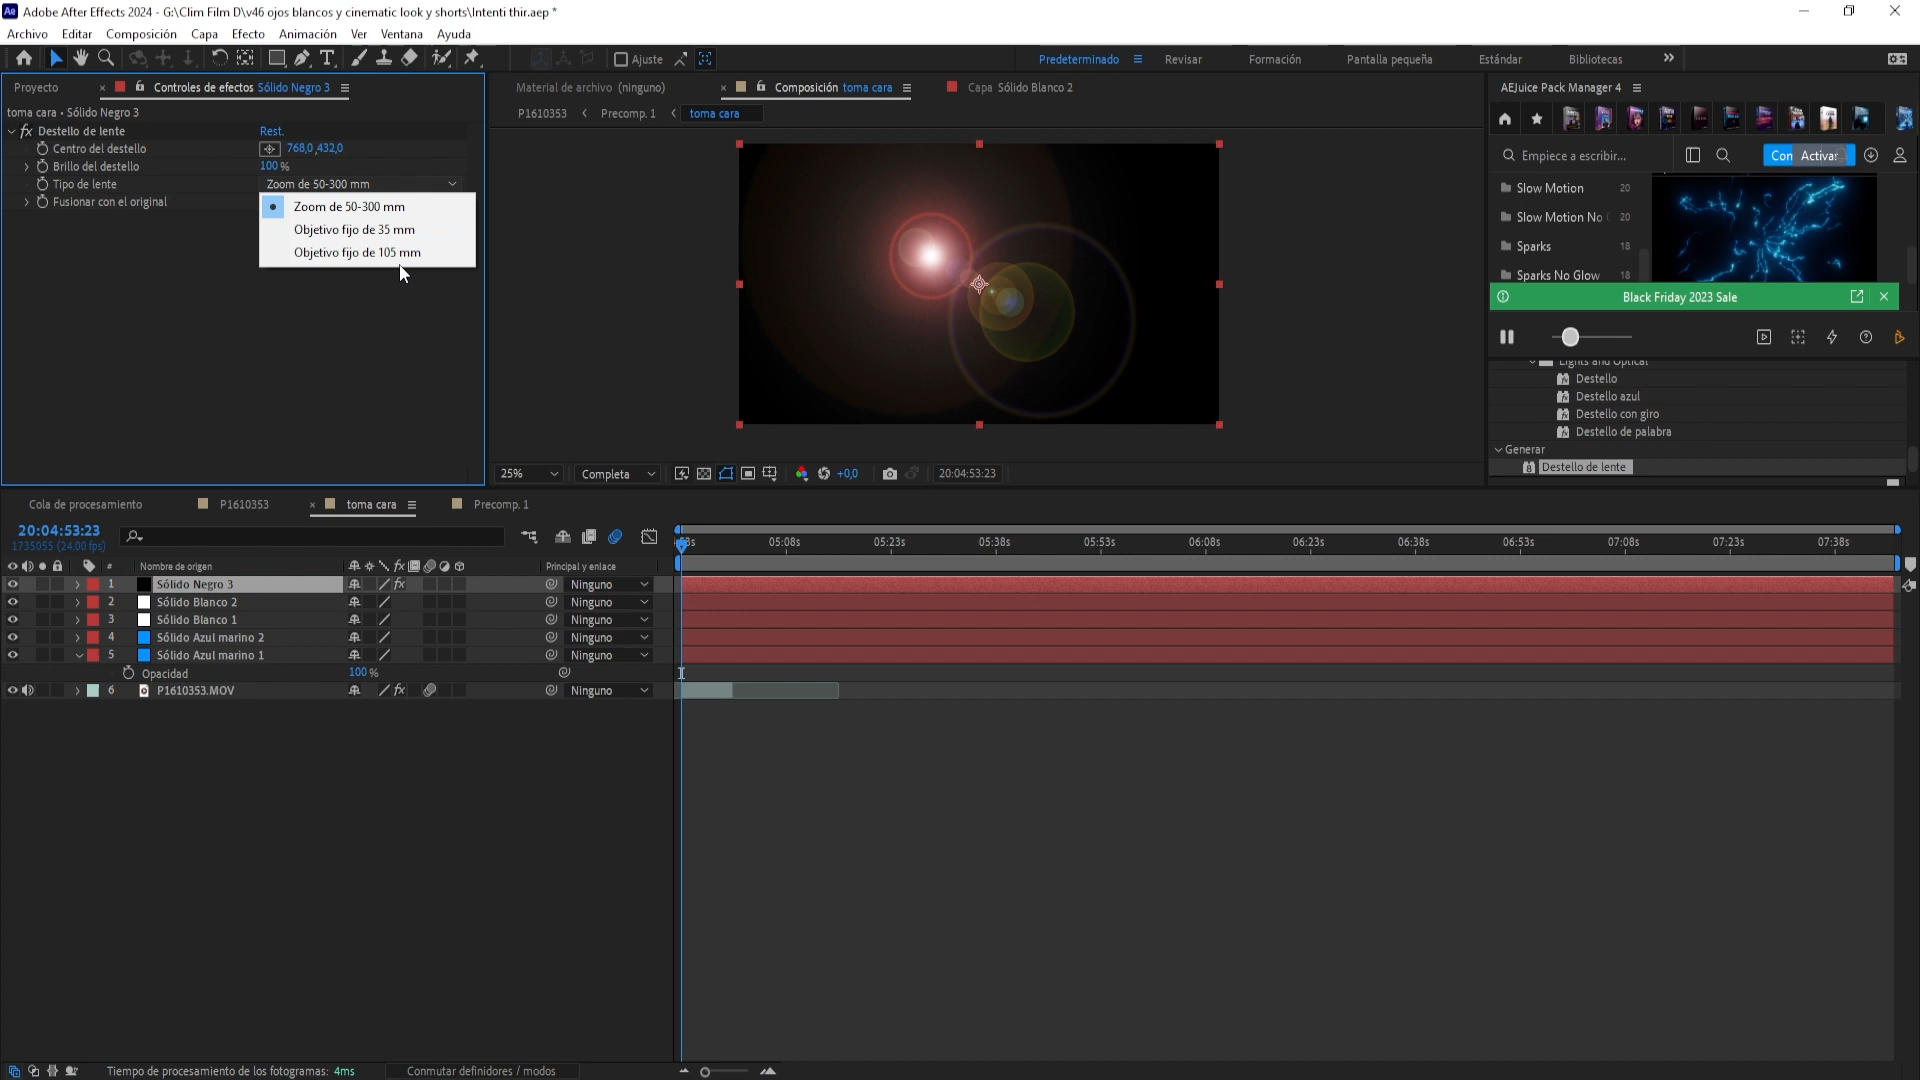 Ae Adobe After Effects 2024 - G:\Clim Film D\v46 ojos blancos y cinematic look y shorts\Intenti thir.aep *
Archivo Editar Composición Capa Efecto Animación Ver Ventana Ayuda
Ajuste Predeterminado Revisar Formación Pantalla pequeña Estándar Bibliotecas
Proyecto Controles de efectos Sólido Negro 3
toma cara • Sólido Negro 3
fx Destello de lente Rest.
Centro del destello 768,0 ,432,0
Brillo del destello 100 %
Tipo de lente Zoom de 50-300 mm
Fusionar con el original
Zoom de 50-300 mm
Objetivo fijo de 35 mm
Objetivo fijo de 105 mm
Material de archivo (ninguno) Composición toma cara Capa Sólido Blanco 2
P1610353 Precomp. 1 toma cara
25% Completa +0,0 20:04:53:23
AEJuice Pack Manager 4
Empiece a escribir... Con Activar
Slow Motion 20
Slow Motion No 20
Sparks 18
Sparks No Glow 18
Black Friday 2023 Sale
Lights and Optical
Destello
Destello azul
Destello con giro
Destello de palabra
Generar
Destello de lente
Cola de procesamiento P1610353 toma cara Precomp. 1
20:04:53:23
1735055 (24.00 fps)
:53s 05:08s 05:23s 05:38s 05:53s 06:08s 06:23s 06:38s 06:53s 07:08s 07:23s 07:38s
# Nombre de origen fx Principal y enlace
1 Sólido Negro 3 fx Ninguno
2 Sólido Blanco 2 Ninguno
3 Sólido Blanco 1 Ninguno
4 Sólido Azul marino 2 Ninguno
5 Sólido Azul marino 1 Ninguno
Opacidad 100 %
6 P1610353.MOV fx Ninguno
Tiempo de procesamiento de los fotogramas: 4ms Conmutar definidores / modos